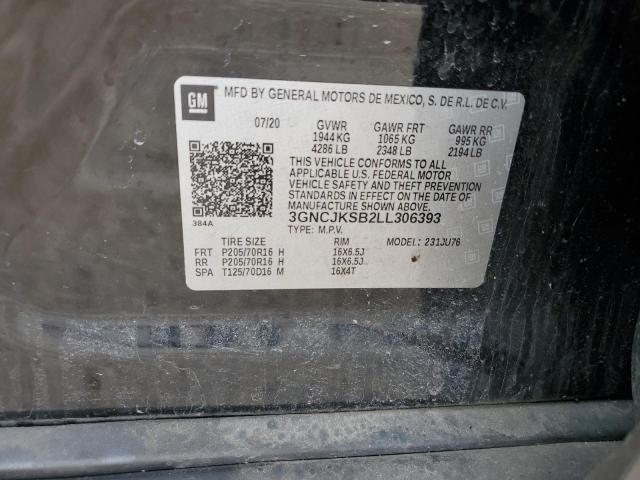 GM
MFD BY GENERAL MOTORS DE MEXICO, S. DE R.L. DE C.V.
07/20 GVWR GAWR FRT GAWR RR
1944 KG 1065 KG 995 KG
4286 LB 2348 LB 2194 LB
THIS VEHICLE CONFORMS TO ALL
APPLICABLE U.S. FEDERAL MOTOR
VEHICLE SAFETY AND THEFT PREVENTION
STANDARDS IN EFFECT ON THE DATE OF
MANUFACTURE SHOWN ABOVE.
384A
3GNCJKSB2LL306393
TYPE: M.P.V.
TIRE SIZE RIM MODEL: 231JU76
FRT P205/70R16 H 16X6.5J
RR P205/70R16 H 16X6.5J
SPA T125/70D16 M 16X4T